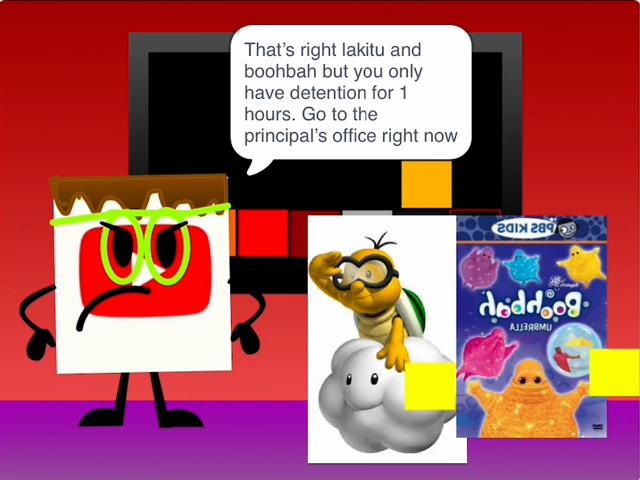 That's right lakitu and
boohbah but you only
have detention for 1
hours. Go to the
principal's office right now
PBS KIDS
Boohbah
UMBRELLA
DVD